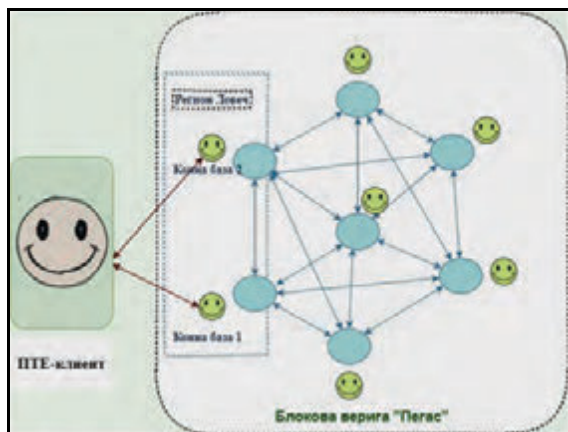 Регион Ловеч
Конна база 2
Конна база 1
ПТЕ-клиент
Блокова верига "Пегас"